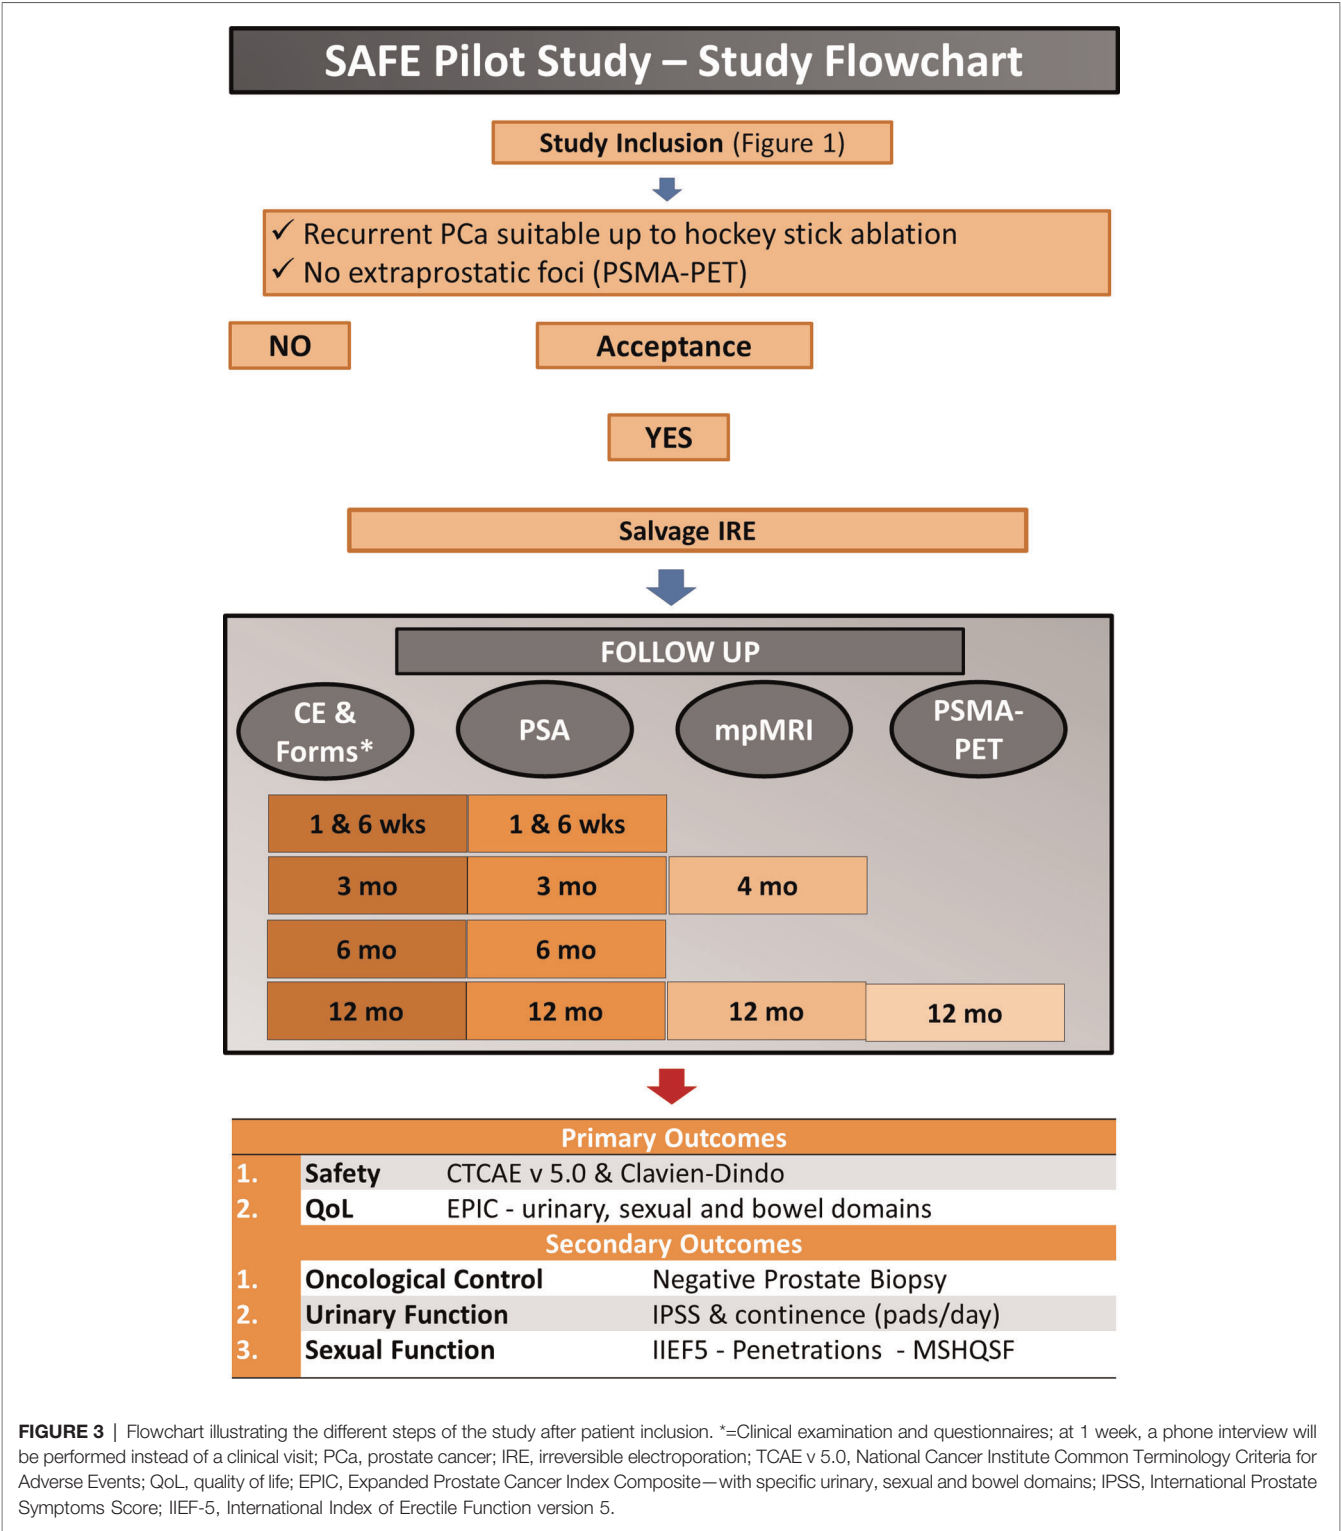 SAFE Pilot Study – Study Flowchart
Study Inclusion (Figure 1)
✓ Recurrent PCa suitable up to hockey stick ablation
✓ No extraprostatic foci (PSMA-PET)
NO
Acceptance
YES
Salvage IRE
FOLLOW UP
CE &
Forms*
PSA
mpMRI
PSMA-
PET
1 & 6 wks 1 & 6 wks
3 mo 3 mo 4 mo
6 mo 6 mo
12 mo 12 mo 12 mo 12 mo
Primary Outcomes
1. Safety CTCAE v 5.0 & Clavien-Dindo
2. QoL EPIC - urinary, sexual and bowel domains
Secondary Outcomes
1. Oncological Control Negative Prostate Biopsy
2. Urinary Function IPSS & continence (pads/day)
3. Sexual Function IIEF5 - Penetrations - MSHQSF
FIGURE 3 | Flowchart illustrating the different steps of the study after patient inclusion. *=Clinical examination and questionnaires; at 1 week, a phone interview will
be performed instead of a clinical visit; PCa, prostate cancer; IRE, irreversible electroporation; TCAE v 5.0, National Cancer Institute Common Terminology Criteria for
Adverse Events; QoL, quality of life; EPIC, Expanded Prostate Cancer Index Composite—with specific urinary, sexual and bowel domains; IPSS, International Prostate
Symptoms Score; IIEF-5, International Index of Erectile Function version 5.